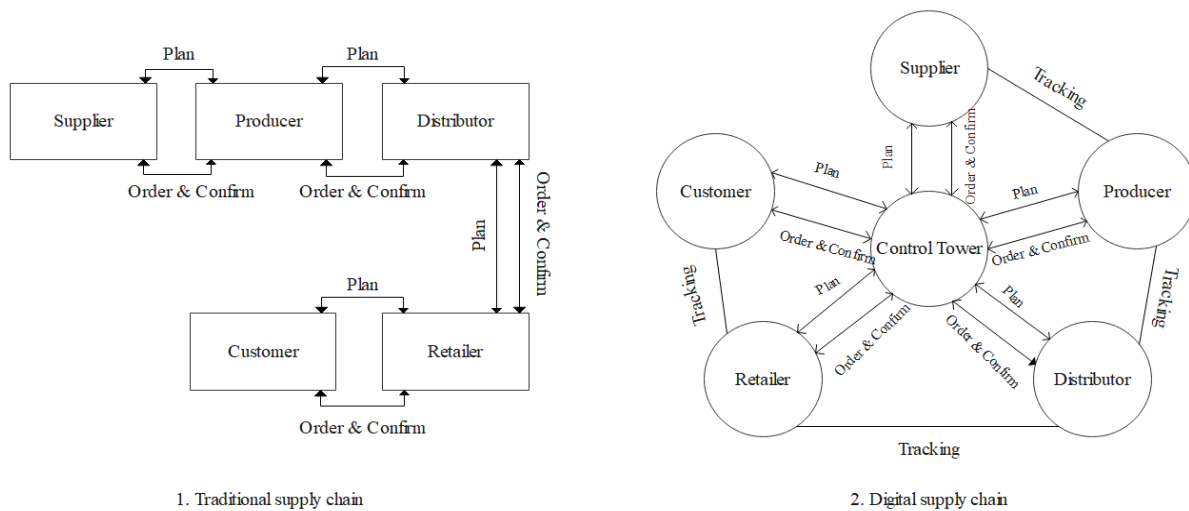 Plan
Plan
Supplier
Producer
Distributor
Order & Confirm
Order & Confirm
Plan
Order & Confirm
Plan
Customer
Retailer
Order & Confirm
1. Traditional supply chain
Supplier
Tracking
Plan
Order & Confirm
Customer
Plan
Plan
Producer
Order & Confirm
Control Tower
Order & Confirm
Tracking
Plan
Plan
Tracking
Order & Confirm
Order & Confirm
Retailer
Distributor
Tracking
2. Digital supply chain